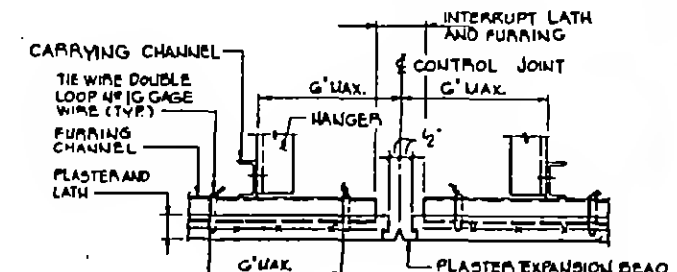 INTERRUPT LATH
AND FURRING
CARRYING CHANNEL
℄ CONTROL JOINT
TIE WIRE DOUBLE
LOOP Nº 16 GAGE
WIRE (TYP.)
6" MAX.
6" MAX.
HANGER
½"
FURRING
CHANNEL
PLASTER AND
LATH
6" MAX.
PLASTER EXPANSION BEAD